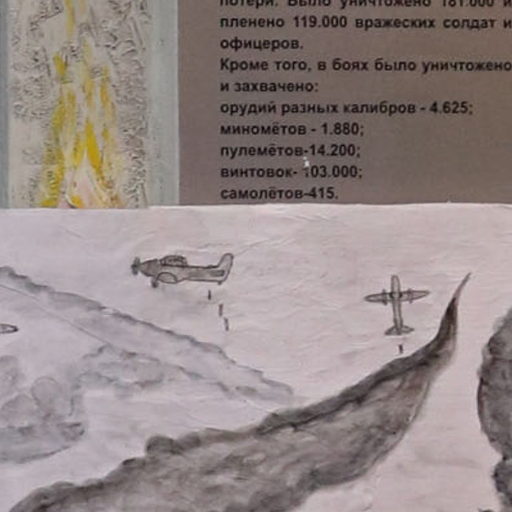 потери. Было уничтожено 181.000 и
пленено 119.000 вражеских солдат и
офицеров.
Кроме того, в боях было уничтожено
и захвачено:
орудий разных калибров - 4.625;
миномётов - 1.880;
пулемётов-14.200;
винтовок- 103.000;
самолётов-415.